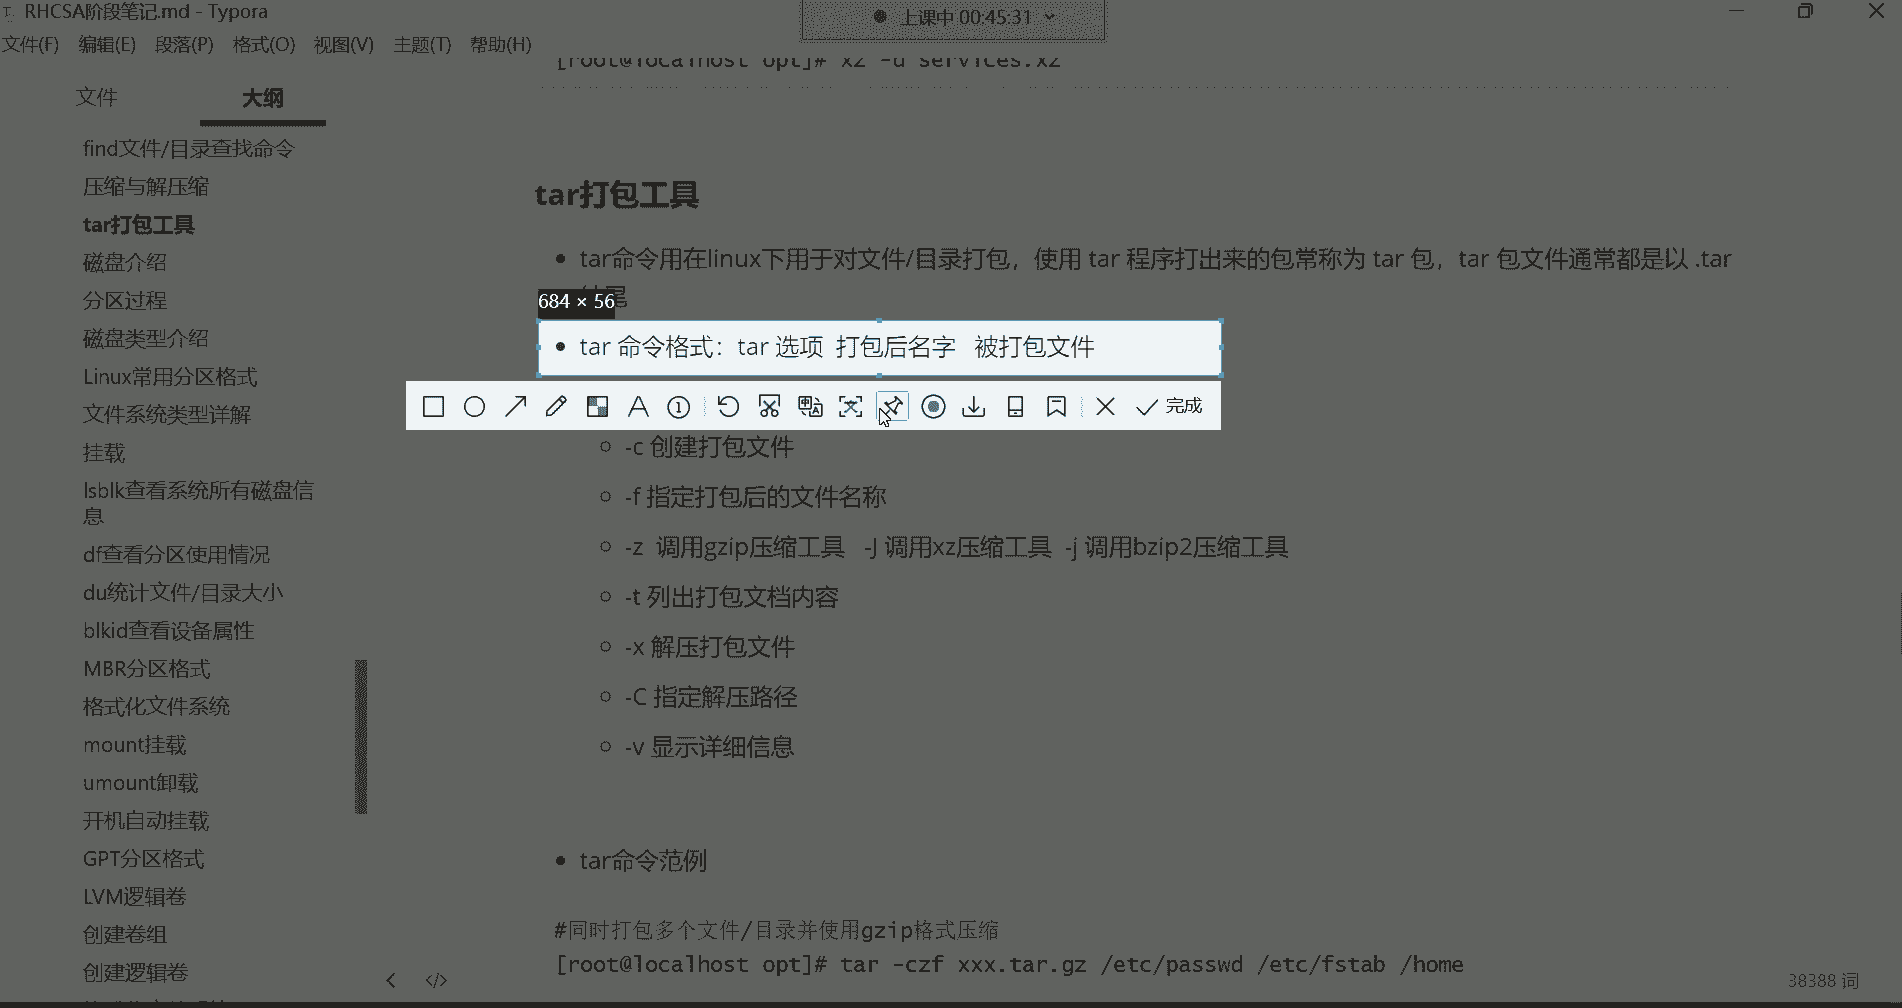 RHCSA阶段笔记.md - Typora
上课中 00:45:31
文件(F) 编辑(E) 段落(P) 格式(O) 视图(V) 主题(T) 帮助(H)
文件 大纲
find文件/目录查找命令
压缩与解压缩
tar打包工具
磁盘介绍
分区过程
磁盘类型介绍
Linux常用分区格式
文件系统类型详解
挂载
lsblk查看系统所有磁盘信
息
df查看分区使用情况
du统计文件/目录大小
blkid查看设备属性
MBR分区格式
格式化文件系统
mount挂载
umount卸载
开机自动挂载
GPT分区格式
LVM逻辑卷
创建卷组
创建逻辑卷
[root@localhost opt]# xz -d services.xz
tar打包工具
tar命令用在linux下用于对文件/目录打包，使用 tar 程序打出来的包常称为 tar 包，tar 包文件通常都是以 .tar
尾
684 × 56
tar 命令格式：tar 选项 打包后名字 被打包文件
完成
-c 创建打包文件
-f 指定打包后的文件名称
-z 调用gzip压缩工具 -J 调用xz压缩工具 -j 调用bzip2压缩工具
-t 列出打包文档内容
-x 解压打包文件
-C 指定解压路径
-v 显示详细信息
tar命令范例
#同时打包多个文件/目录并使用gzip格式压缩
[root@localhost opt]# tar -czf xxx.tar.gz /etc/passwd /etc/fstab /home
38388 词